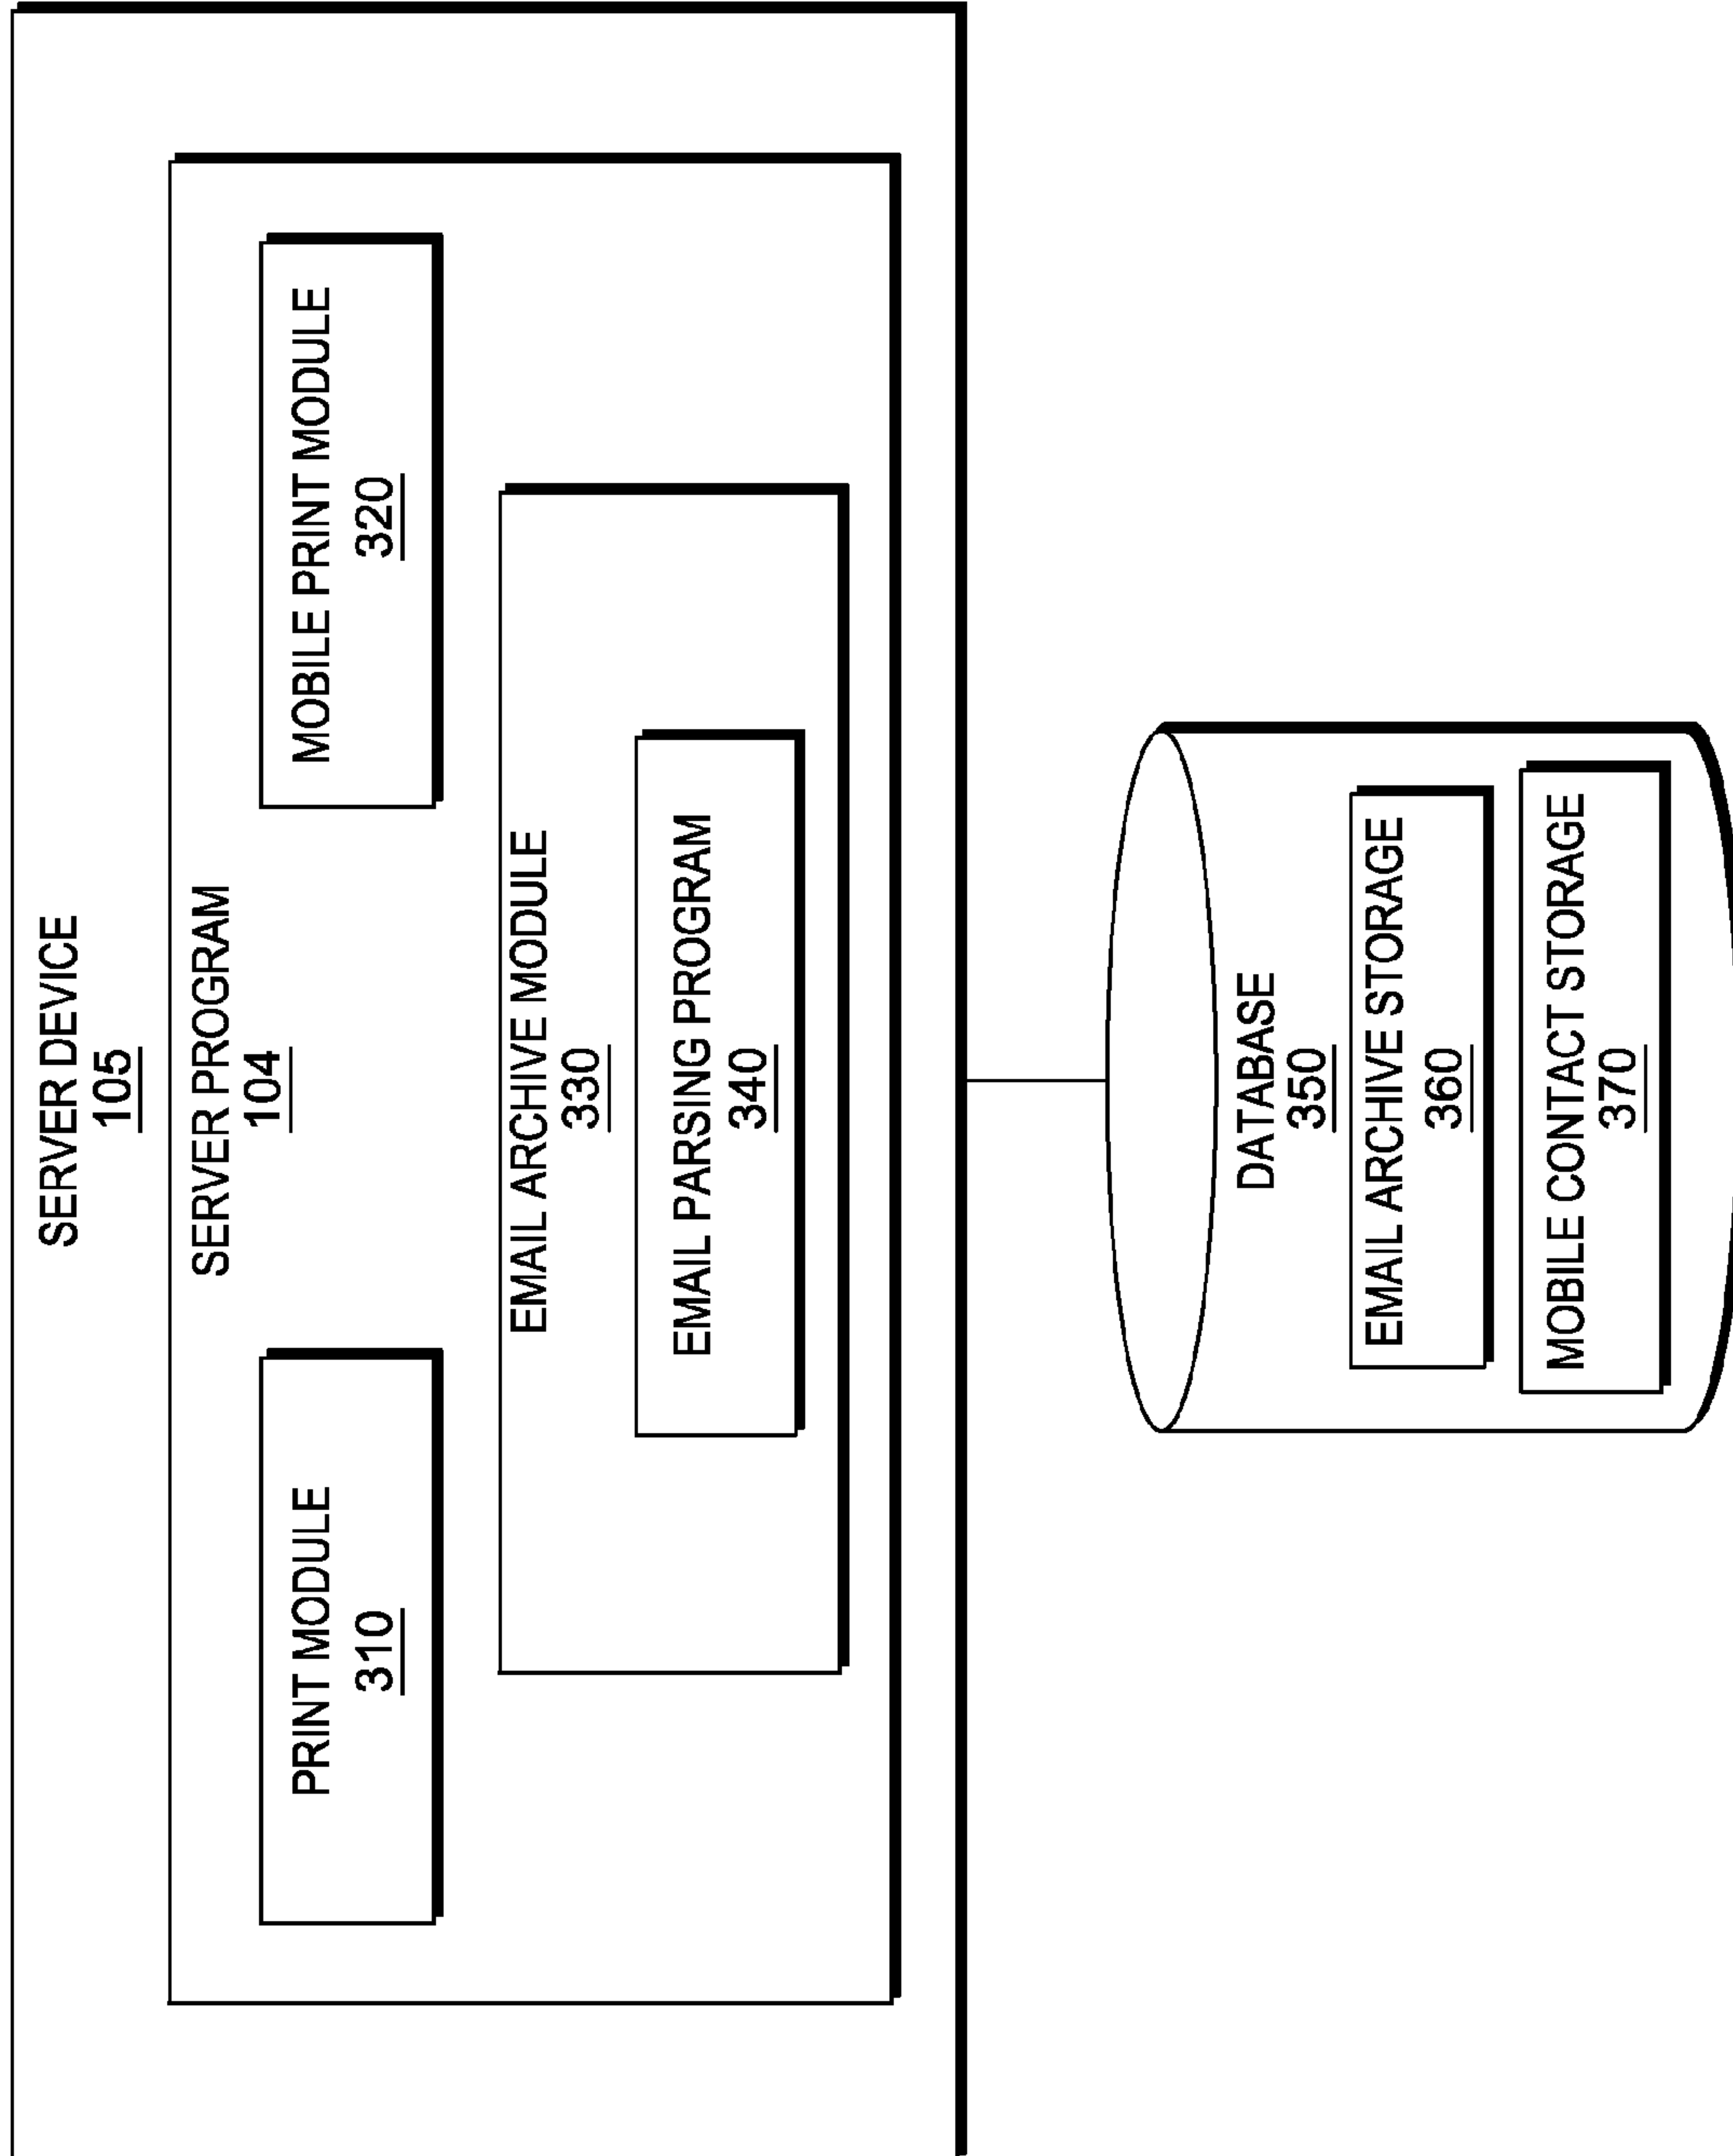 SERVER DEVICE
105
SERVER PROGRAM
104
PRINT MODULE
310
MOBILE PRINT MODULE
320
EMAIL ARCHIVE MODULE
330
EMAIL PARSING PROGRAM
340
DATABASE
350
EMAIL ARCHIVE STORAGE
360
MOBILE CONTACT STORAGE
370